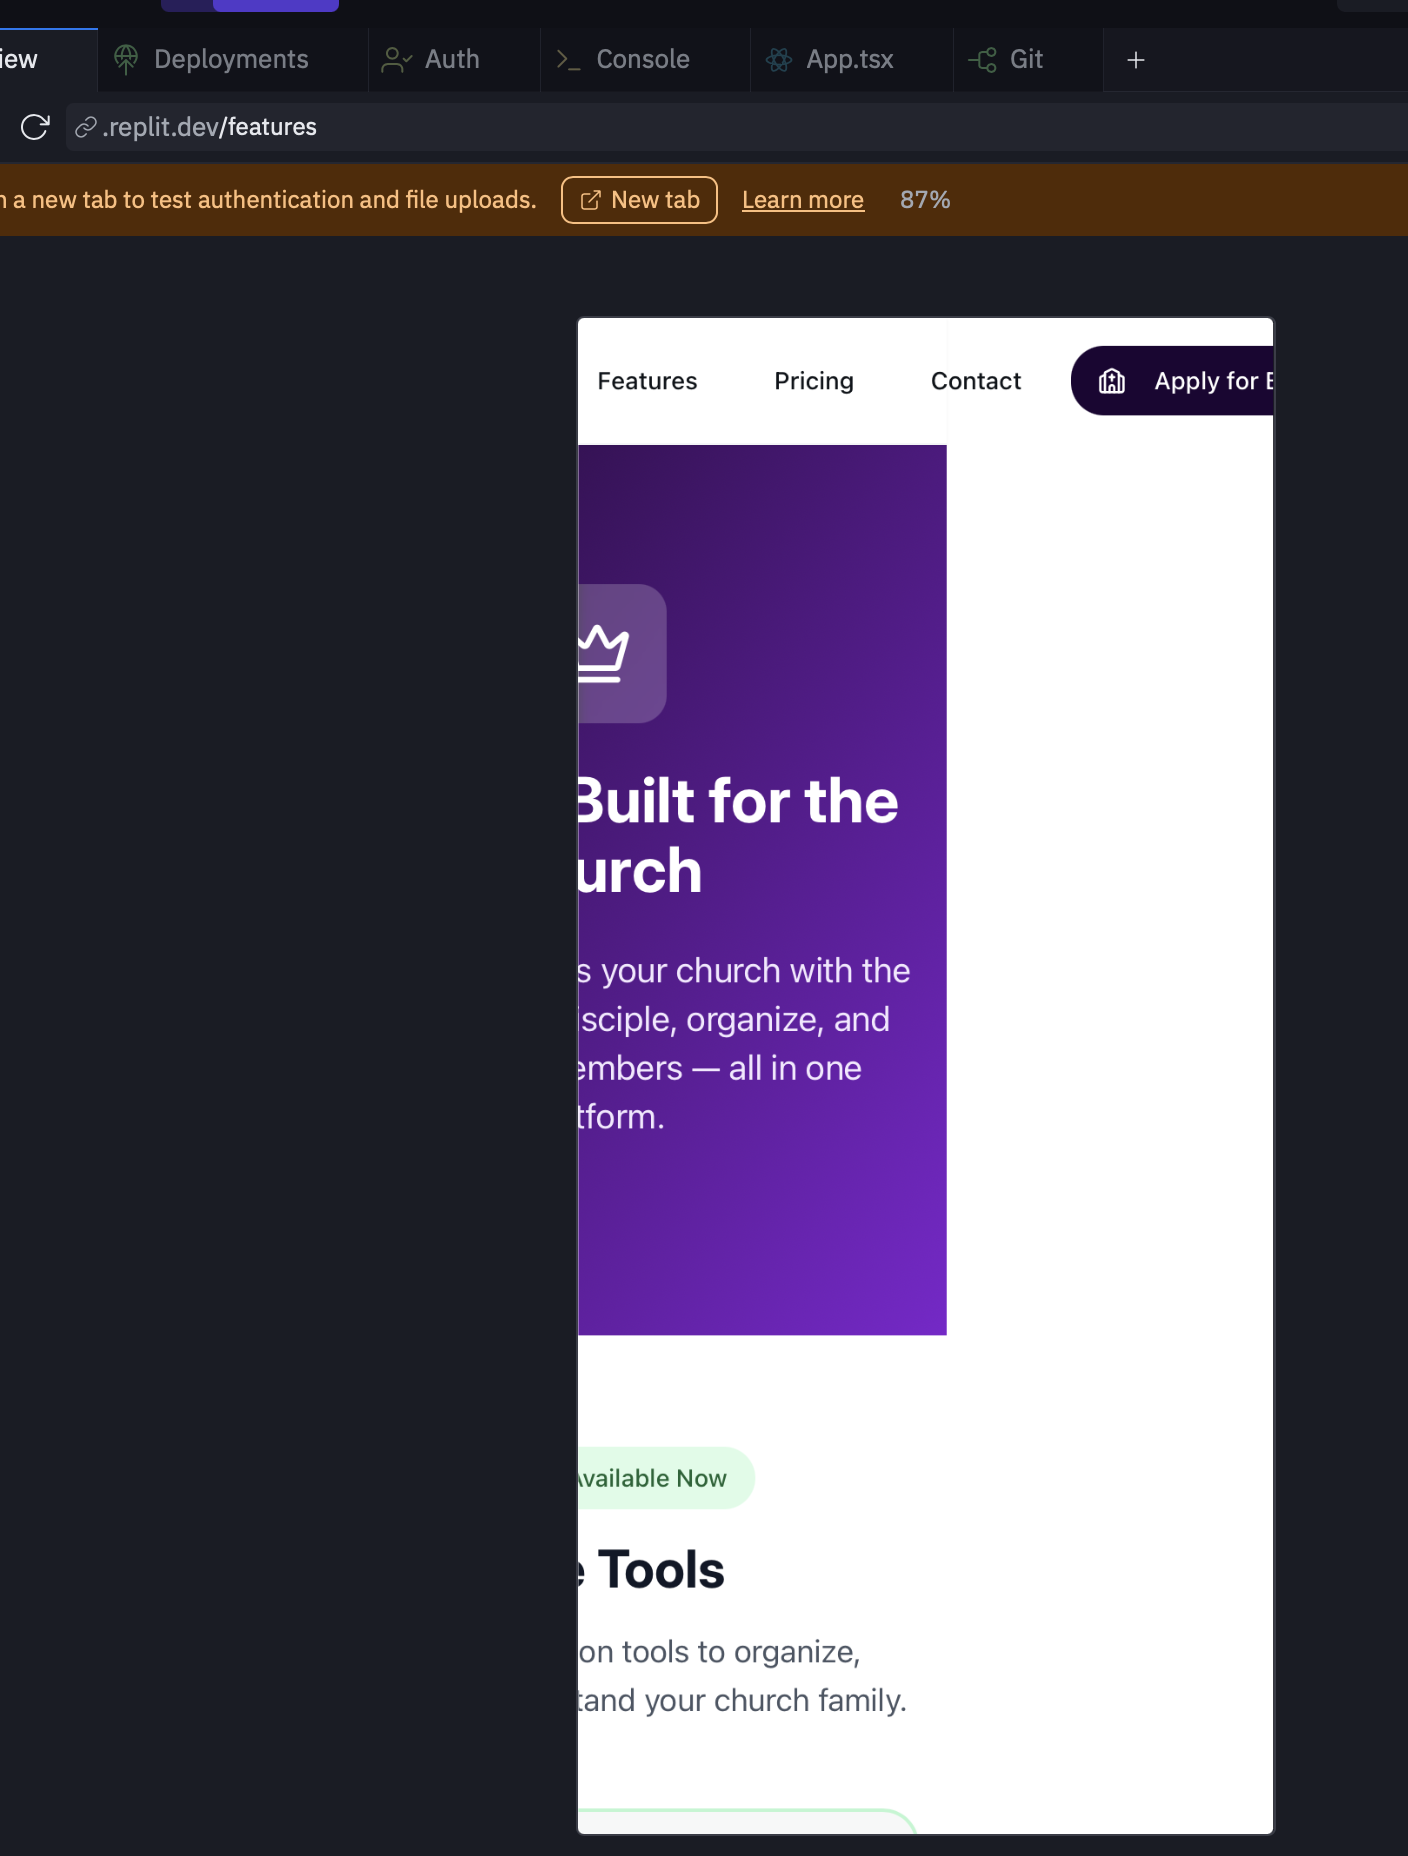 iew
Deployments
Auth
Console
App.tsx
Git
.replit.dev/features
n a new tab to test authentication and file uploads.
New tab
Learn more
87%
Features
Pricing
Contact
Apply for E
Built for the
urch
s your church with the
isciple, organize, and
embers — all in one
tform.
Available Now
e Tools
on tools to organize,
tand your church family.